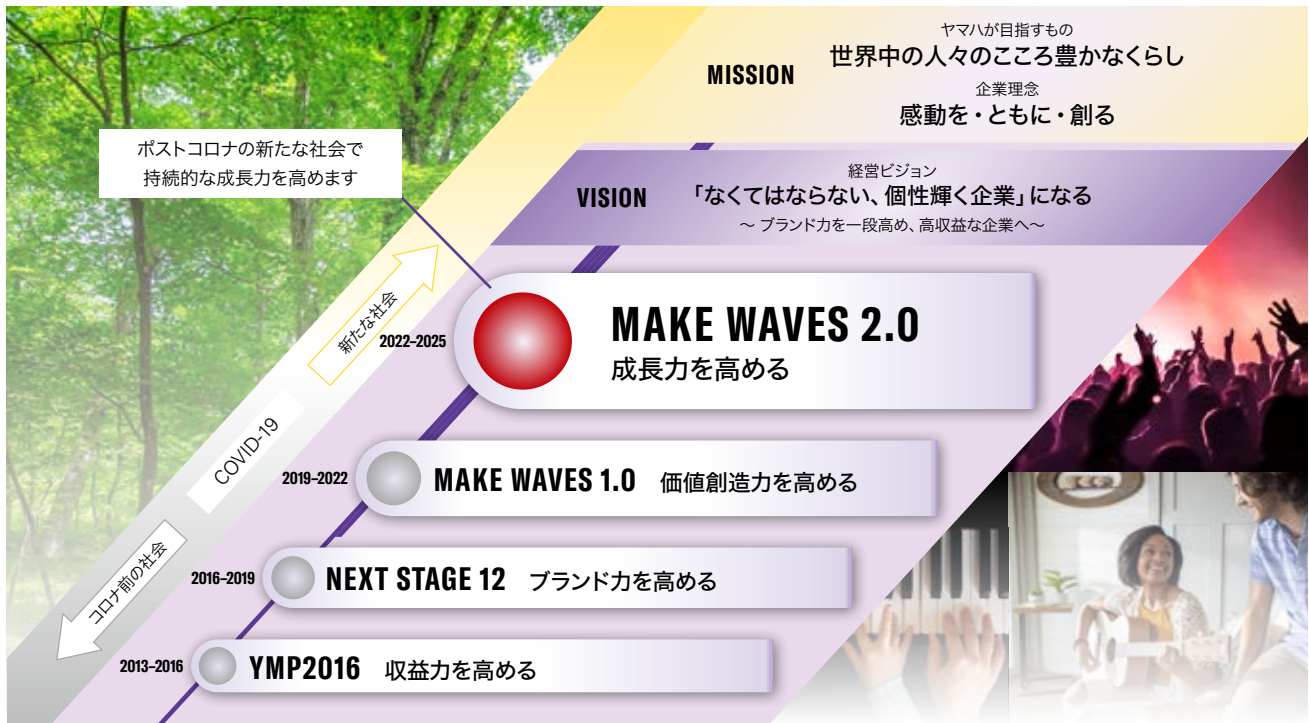 ヤマハが目指すもの
MISSION
世界中の人々のこころ豊かなくらし
企業理念
感動を・ともに・創る
ポストコロナの新たな社会で
持続的な成長力を高めます
経営ビジョン
VISION
「なくてはならない、個性輝く企業」になる
～ ブランド力を一段高め、高収益な企業へ～
新たな社会
2022–2025
MAKE WAVES 2.0
成長力を高める
COVID-19
2019–2022
MAKE WAVES 1.0 価値創造力を高める
コロナ前の社会
2016–2019
NEXT STAGE 12 ブランド力を高める
2013–2016
YMP2016 収益力を高める